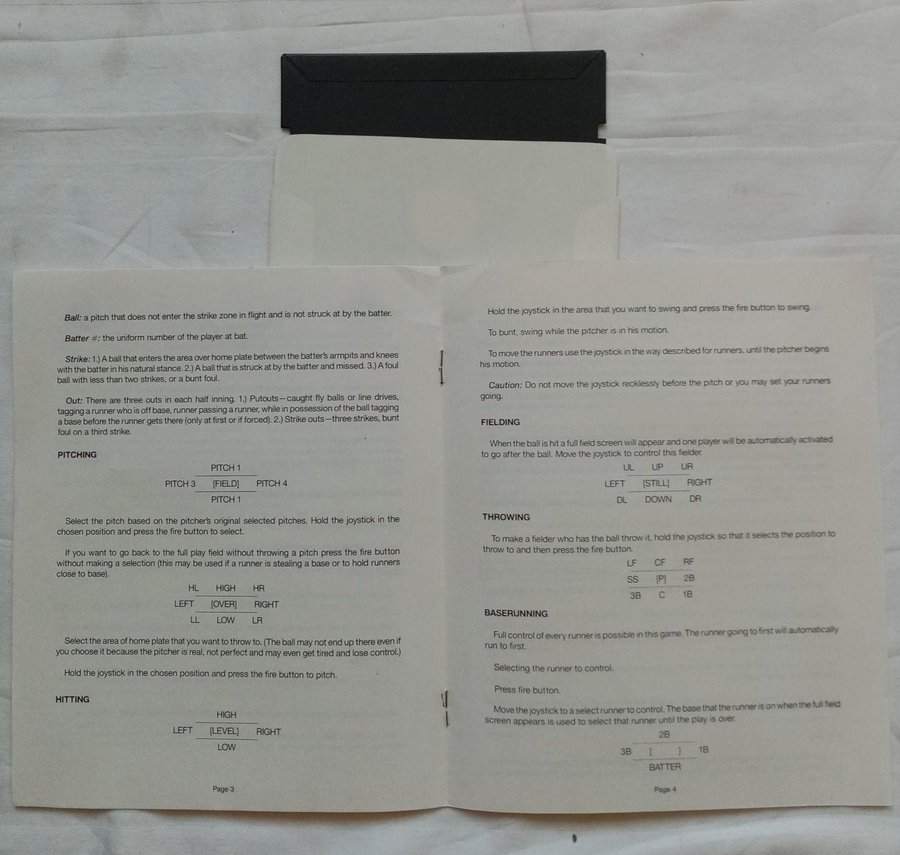 Ball: a pitch that does not enter the strike zone in flight and is not struck at by the batter.
Batter #: the uniform number of the player at bat.
Strike: 1.) A ball that enters the area over home plate between the batter's armpits and knees
with the batter in his natural stance. 2.) A ball that is struck at by the batter and missed. 3.) A foul
ball with less than two strikes, or a bunt foul.
Out: There are three outs in each half inning. 1.) Putouts—caught fly balls or line drives,
tagging a runner who is off base, runner passing a runner, while in possession of the ball tagging
a base before the runner gets there (only at first or if forced). 2.) Strike outs—three strikes, bunt
foul on a third strike.
PITCHING
PITCH 1
PITCH 3 [FIELD] PITCH 4
PITCH 1
Select the pitch based on the pitcher's original selected pitches. Hold the joystick in the
chosen position and press the fire button to select.
If you want to go back to the full play field without throwing a pitch press the fire button
without making a selection (this may be used if a runner is stealing a base or to hold runners
close to base).
HL HIGH HR
LEFT [OVER] RIGHT
LL LOW LR
Select the area of home plate that you want to throw to. (The ball may not end up there even if
you choose it because the pitcher is real, not perfect and may even get tired and lose control.)
Hold the joystick in the chosen position and press the fire button to pitch.
HITTING
HIGH
LEFT [LEVEL] RIGHT
LOW
Page 3
Hold the joystick in the area that you want to swing and press the fire button to swing.
To bunt, swing while the pitcher is in his motion.
To move the runners use the joystick in the way described for runners, until the pitcher begins
his motion.
Caution: Do not move the joystick recklessly before the pitch or you may set your runners
going.
FIELDING
When the ball is hit a full field screen will appear and one player will be automatically activated
to go after the ball. Move the joystick to control this fielder.
UL UP UR
LEFT [STILL] RIGHT
DL DOWN DR
THROWING
To make a fielder who has the ball throw it, hold the joystick so that it selects the position to
throw to and then press the fire button.
LF CF RF
SS [P] 2B
3B C 1B
BASERUNNING
Full control of every runner is possible in this game. The runner going to first will automatically
run to first.
Selecting the runner to control.
Press fire button.
Move the joystick to a select runner to control. The base that the runner is on when the full field
screen appears is used to select that runner until the play is over.
2B
3B [ ] 1B
BATTER
Page 4